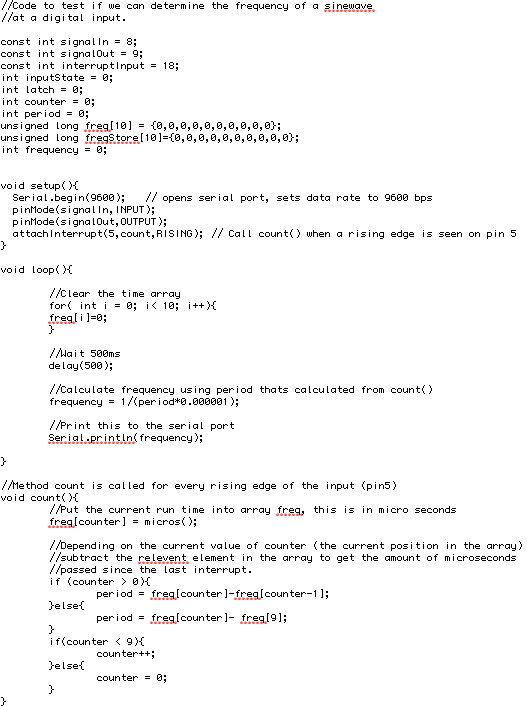 //Code to test if we can determine the frequency of a sinewave
//at a digital input.

const int signalIn = 8;
const int signalOut = 9;
const int interruptInput = 18;
int inputState = 0;
int latch = 0;
int counter = 0;
int period = 0;
unsigned long freq[10] = {0,0,0,0,0,0,0,0,0,0};
unsigned long freqStore[10]={0,0,0,0,0,0,0,0,0,0};
int frequency = 0;


void setup(){
  Serial.begin(9600);   // opens serial port, sets data rate to 9600 bps
  pinMode(signalIn,INPUT);
  pinMode(signalOut,OUTPUT);
  attachInterrupt(5,count,RISING); // Call count() when a rising edge is seen on pin 5
}

void loop(){

        //Clear the time array
        for( int i = 0; i< 10; i++){
        freq[i]=0;
        }

        //Wait 500ms
        delay(500);

        //Calculate frequency using period thats calculated from count()
        frequency = 1/(period*0.000001);

        //Print this to the serial port
        Serial.println(frequency);

}

//Method count is called for every rising edge of the input (pin5)
void count(){
        //Put the current run time into array freq, this is in micro seconds
        freq[counter] = micros();

        //Depending on the current value of counter (the current position in the array)
        //subtract the relevent element in the array to get the amount of microseconds
        //passed since the last interrupt.
        if (counter > 0){
                period = freq[counter]-freq[counter-1];
        }else{
                period = freq[counter]- freq[9];
        }
        if(counter < 9){
                counter++;
        }else{
                counter = 0;
        }
}